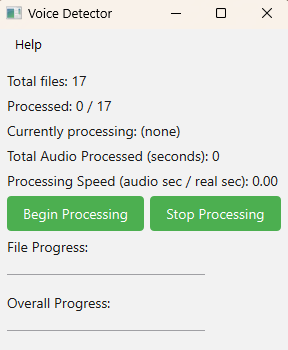 Voice Detector
Help
Total files: 17
Processed: 0 / 17
Currently processing: (none)
Total Audio Processed (seconds): 0
Processing Speed (audio sec / real sec): 0.00
Begin Processing
Stop Processing
File Progress:
Overall Progress: